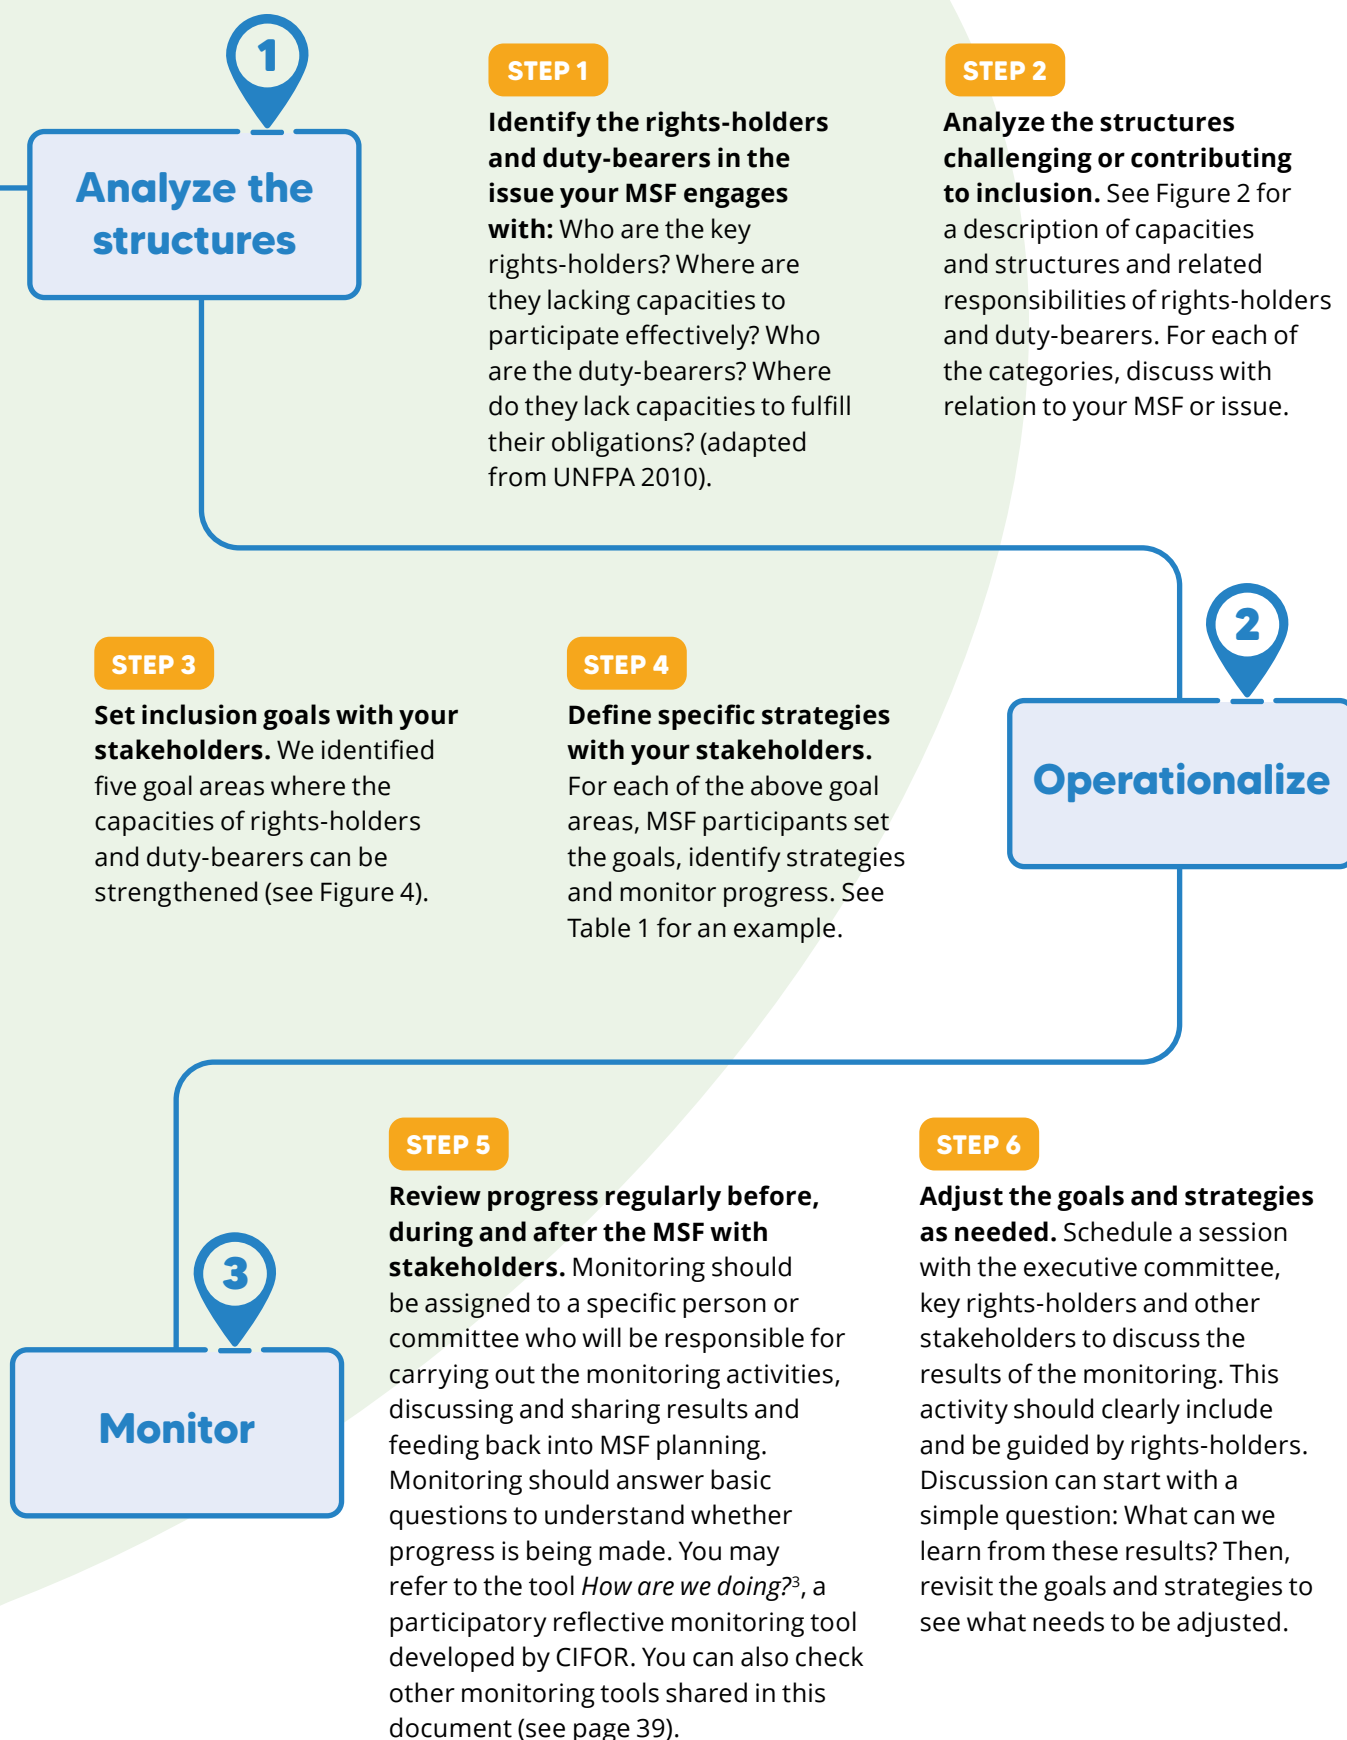 1
Analyze the
structures
STEP 1
Identify the rights-holders
and duty-bearers in the
issue your MSF engages
with: Who are the key
rights-holders? Where are
they lacking capacities to
participate effectively? Who
are the duty-bearers? Where
do they lack capacities to fulfill
their obligations? (adapted
from UNFPA 2010).
STEP 2
Analyze the structures
challenging or contributing
to inclusion. See Figure 2 for
a description of capacities
and structures and related
responsibilities of rights-holders
and duty-bearers. For each of
the categories, discuss with
relation to your MSF or issue.
2
Operationalize
STEP 3
Set inclusion goals with your
stakeholders. We identified
five goal areas where the
capacities of rights-holders
and duty-bearers can be
strengthened (see Figure 4).
STEP 4
Define specific strategies
with your stakeholders.
For each of the above goal
areas, MSF participants set
the goals, identify strategies
and monitor progress. See
Table 1 for an example.
3
Monitor
STEP 5
Review progress regularly before,
during and after the MSF with
stakeholders. Monitoring should
be assigned to a specific person or
committee who will be responsible for
carrying out the monitoring activities,
discussing and sharing results and
feeding back into MSF planning.
Monitoring should answer basic
questions to understand whether
progress is being made. You may
refer to the tool How are we doing?³, a
participatory reflective monitoring tool
developed by CIFOR. You can also check
other monitoring tools shared in this
document (see page 39).
STEP 6
Adjust the goals and strategies
as needed. Schedule a session
with the executive committee,
key rights-holders and other
stakeholders to discuss the
results of the monitoring. This
activity should clearly include
and be guided by rights-holders.
Discussion can start with a
simple question: What can we
learn from these results? Then,
revisit the goals and strategies to
see what needs to be adjusted.